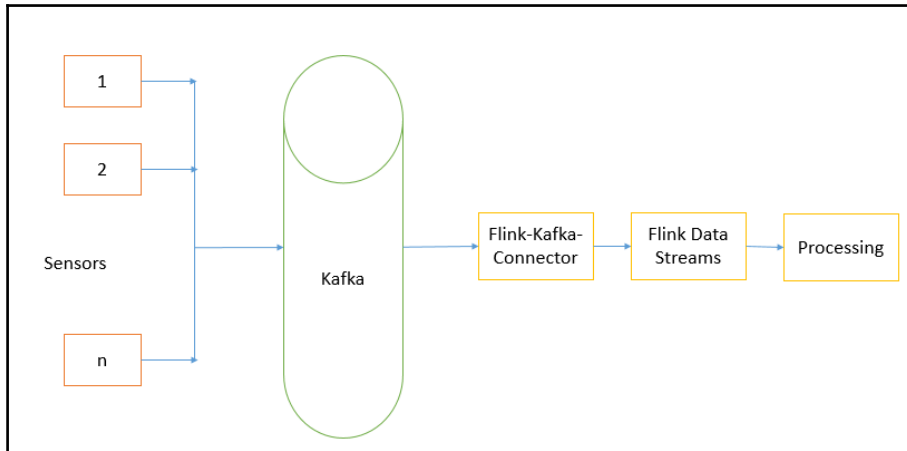 1
2
Sensors
n
Kafka
Flink-Kafka-
Connector
Flink Data
Streams
Processing